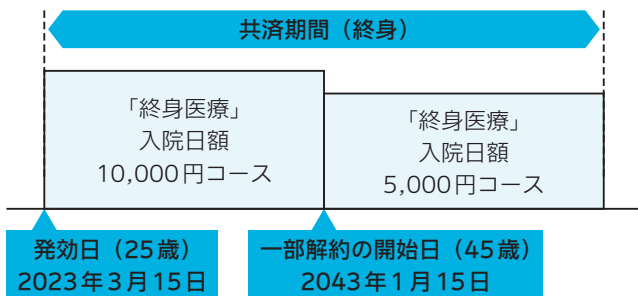 共済期間（終身）
「終身医療」
入院日額
10,000円コース
「終身医療」
入院日額
5,000円コース
発効日（25歳）
2023年3月15日
一部解約の開始日（45歳）
2043年1月15日